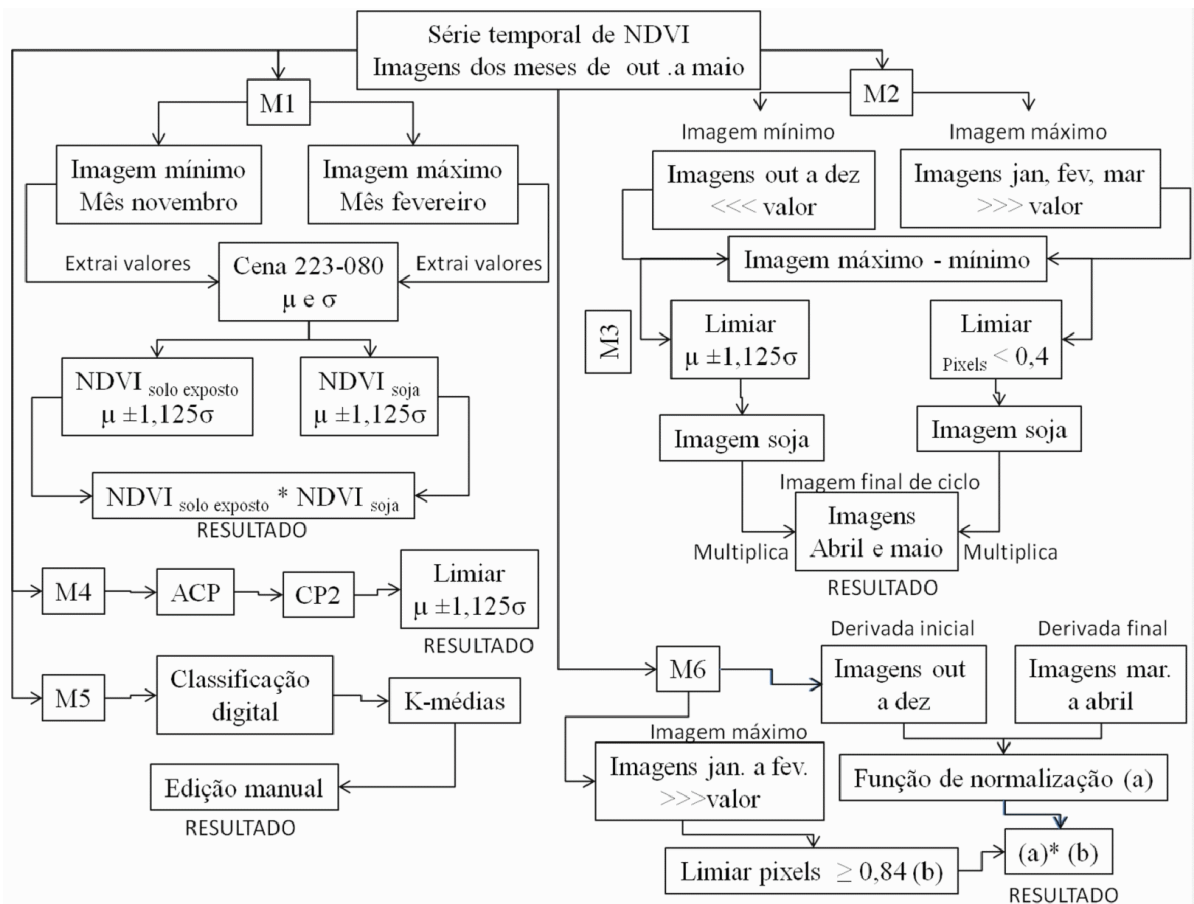 Série temporal de NDVI
Imagens dos meses de out .a maio
M1
Imagem mínimo
Mês novembro
Imagem máximo
Mês fevereiro
Extrai valores
Cena 223-080
μ e σ
Extrai valores
NDVI solo exposto
μ ±1,125σ
NDVI soja
μ ±1,125σ
NDVI solo exposto * NDVI soja
RESULTADO
M2
Imagem mínimo
Imagens out a dez
<<< valor
Imagem máximo
Imagens jan, fev, mar
>>> valor
Imagem máximo - mínimo
M3
Limiar
μ ±1,125σ
Limiar
Pixels < 0,4
Imagem soja
Imagem soja
Imagem final de ciclo
Imagens
Abril e maio
Multiplica
Multiplica
RESULTADO
M4
ACP
CP2
Limiar
μ ±1,125σ
RESULTADO
M5
Classificação
digital
K-médias
Edição manual
RESULTADO
M6
Derivada inicial
Imagens out
a dez
Derivada final
Imagens mar.
a abril
Imagem máximo
Imagens jan. a fev.
>>>valor
Função de normalização (a)
Limiar pixels ≥ 0,84 (b)
(a)* (b)
RESULTADO